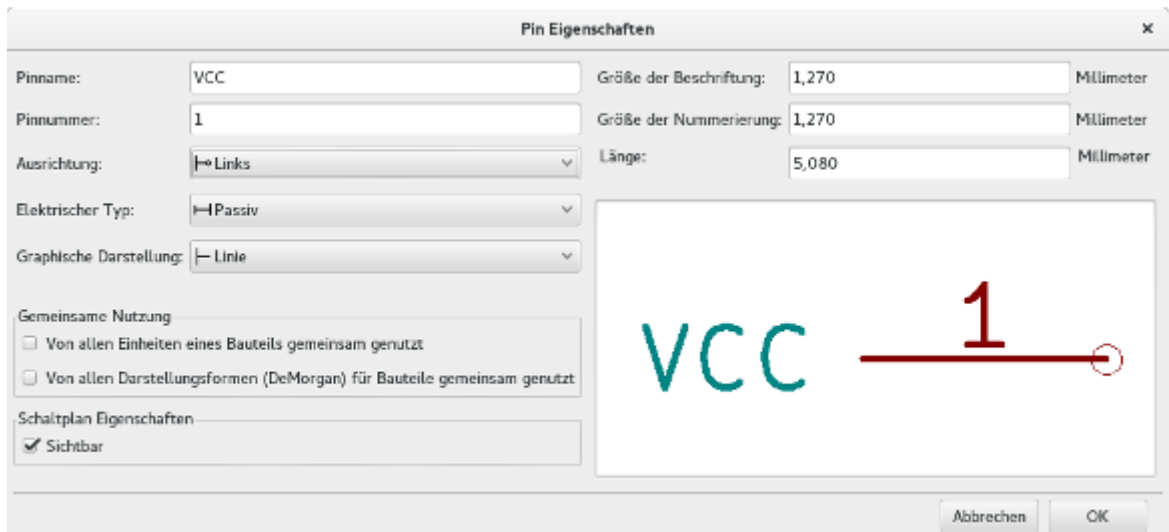 Pin Eigenschaften
Pinname: VCC
Pinnummer: 1
Ausrichtung: Links
Elektrischer Typ: Passiv
Graphische Darstellung: Linie
Gemeinsame Nutzung
Von allen Einheiten eines Bauteils gemeinsam genutzt
Von allen Darstellungsformen (DeMorgan) für Bauteile gemeinsam genutzt
Schaltplan Eigenschaften
Sichtbar
Größe der Beschriftung: 1,270 Millimeter
Größe der Nummerierung: 1,270 Millimeter
Länge: 5,080 Millimeter
VCC 1
Abbrechen OK